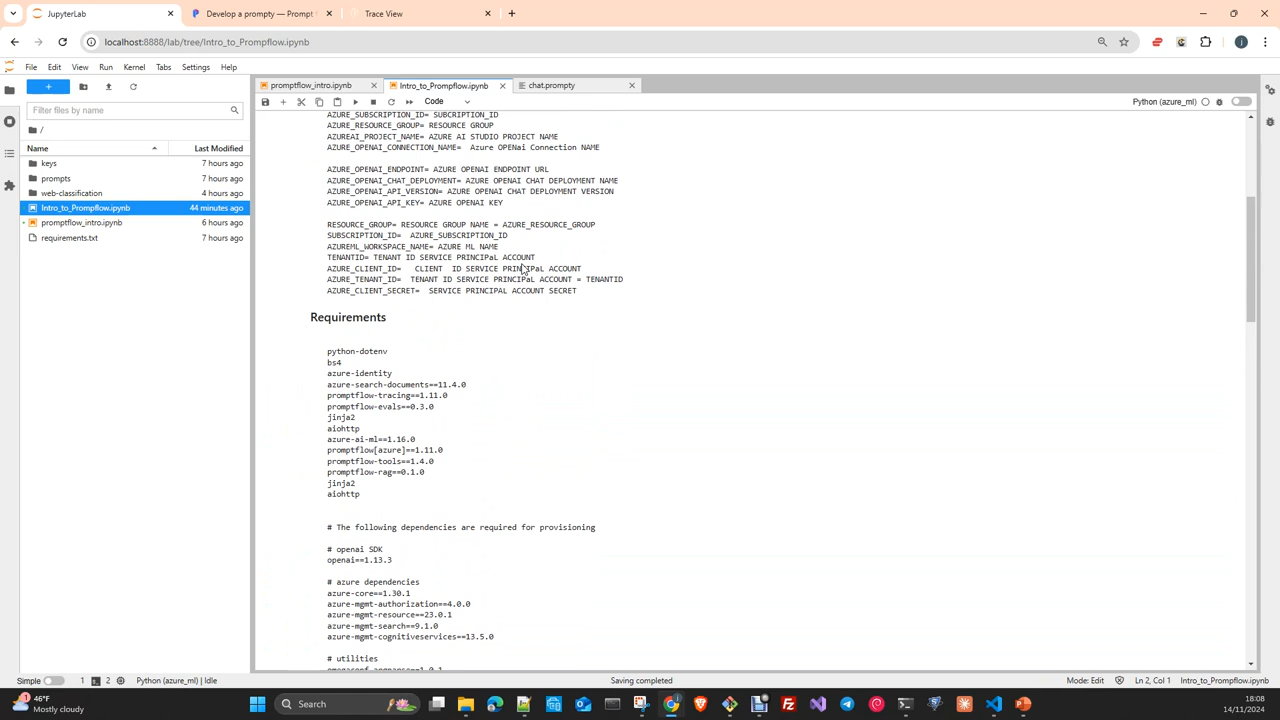 JupyterLab
Develop a prompty — Prompt
Trace View
localhost:8888/lab/tree/Intro_to_Prompflow.ipynb
File Edit View Run Kernel Tabs Settings Help
promptflow_intro.ipynb
Intro_to_Prompflow.ipynb
chat.prompty
Filter files by name
/
Name Last Modified
keys 7 hours ago
prompts 7 hours ago
web-classification 4 hours ago
Intro_to_Prompflow.ipynb 44 minutes ago
promptflow_intro.ipynb 6 hours ago
requirements.txt 7 hours ago
Code
Python (azure_ml)
AZURE_SUBSCRIPTION_ID= SUBCRIPTION_ID
AZURE_RESOURCE_GROUP= RESOURCE GROUP
AZUREAI_PROJECT_NAME= AZURE AI STUDIO PROJECT NAME
AZURE_OPENAI_CONNECTION_NAME=  Azure OPENai Connection NAME
AZURE_OPENAI_ENDPOINT= AZURE OPENAI ENDPOINT URL
AZURE_OPENAI_CHAT_DEPLOYMENT= AZURE OPENAI CHAT DEPLOYMENT NAME
AZURE_OPENAI_API_VERSION= AZURE OPENAI CHAT DEPLOYMENT VERSION
AZURE_OPENAI_API_KEY= AZURE OPENAI KEY
RESOURCE_GROUP= RESOURCE GROUP NAME = AZURE_RESOURCE_GROUP
SUBSCRIPTION_ID=  AZURE_SUBSCRIPTION_ID
AZUREML_WORKSPACE_NAME= AZURE ML NAME
TENANTID= TENANT ID SERVICE PRINCIPaL ACCOUNT
AZURE_CLIENT_ID=   CLIENT  ID SERVICE PRINCIPaL ACCOUNT
AZURE_TENANT_ID=  TENANT ID SERVICE PRINCIPaL ACCOUNT = TENANTID
AZURE_CLIENT_SECRET=  SERVICE PRINCIPAL ACCOUNT SECRET
Requirements
python-dotenv
bs4
azure-identity
azure-search-documents==11.4.0
promptflow-tracing==1.11.0
promptflow-evals==0.3.0
jinja2
aiohttp
azure-ai-ml==1.16.0
promptflow[azure]==1.11.0
promptflow-tools==1.4.0
promptflow-rag==0.1.0
jinja2
aiohttp
# The following dependencies are required for provisioning
# openai SDK
openai==1.13.3
# azure dependencies
azure-core==1.30.1
azure-mgmt-authorization==4.0.0
azure-mgmt-resource==23.0.1
azure-mgmt-search==9.1.0
azure-mgmt-cognitiveservices==13.5.0
# utilities
Simple 1 2 Python (azure_ml) | Idle
Saving completed
Mode: Edit Ln 2, Col 1 Intro_to_Prompflow.ipynb
46°F
Mostly cloudy
Search
18:08
14/11/2024